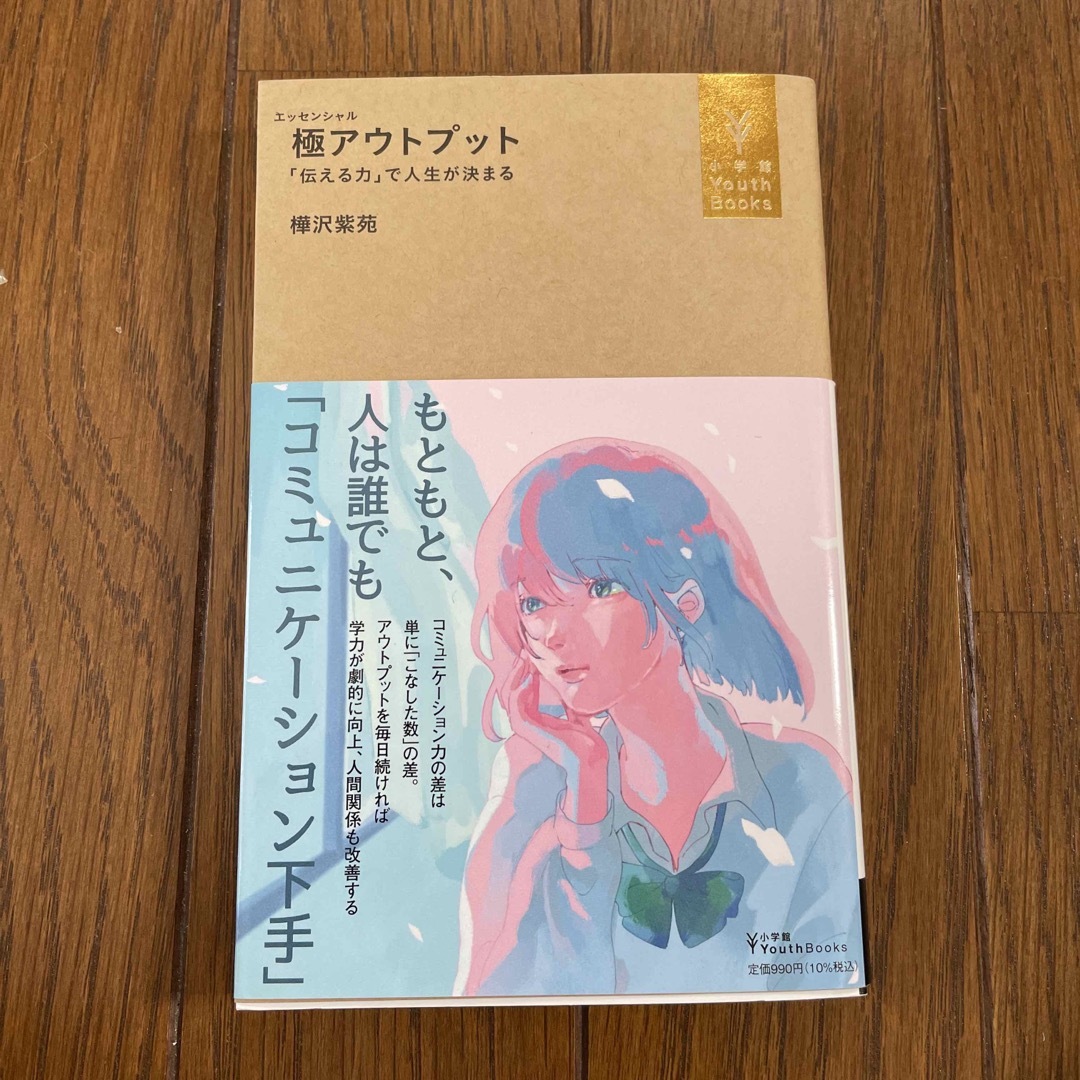 エッセンシャル
極アウトプット
「伝える力」で人生が決まる
樺沢紫苑
小学館
Youth
Books
もともと、
人は誰でも
「コミュニケーション下手」
コミュニケーション力の差は
単に「こなした数」の差。
アウトプットを毎日続ければ
学力が劇的に向上、人間関係も改善する
小学館
YouthBooks
定価990円(10%税込)